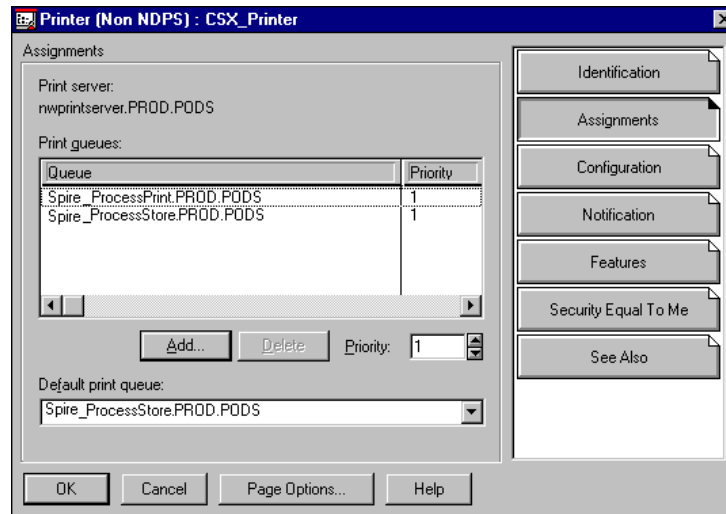 Printer (Non NDPS) : CSX_Printer
Assignments
Print server:
nwprintserver.PROD.PODS
Print queues:
Queue Priority
Spire_ProcessPrint.PROD.PODS 1
Spire_ProcessStore.PROD.PODS 1
Add... Delete Priority: 1
Default print queue:
Spire_ProcessStore.PROD.PODS
Identification
Assignments
Configuration
Notification
Features
Security Equal To Me
See Also
OK Cancel Page Options... Help